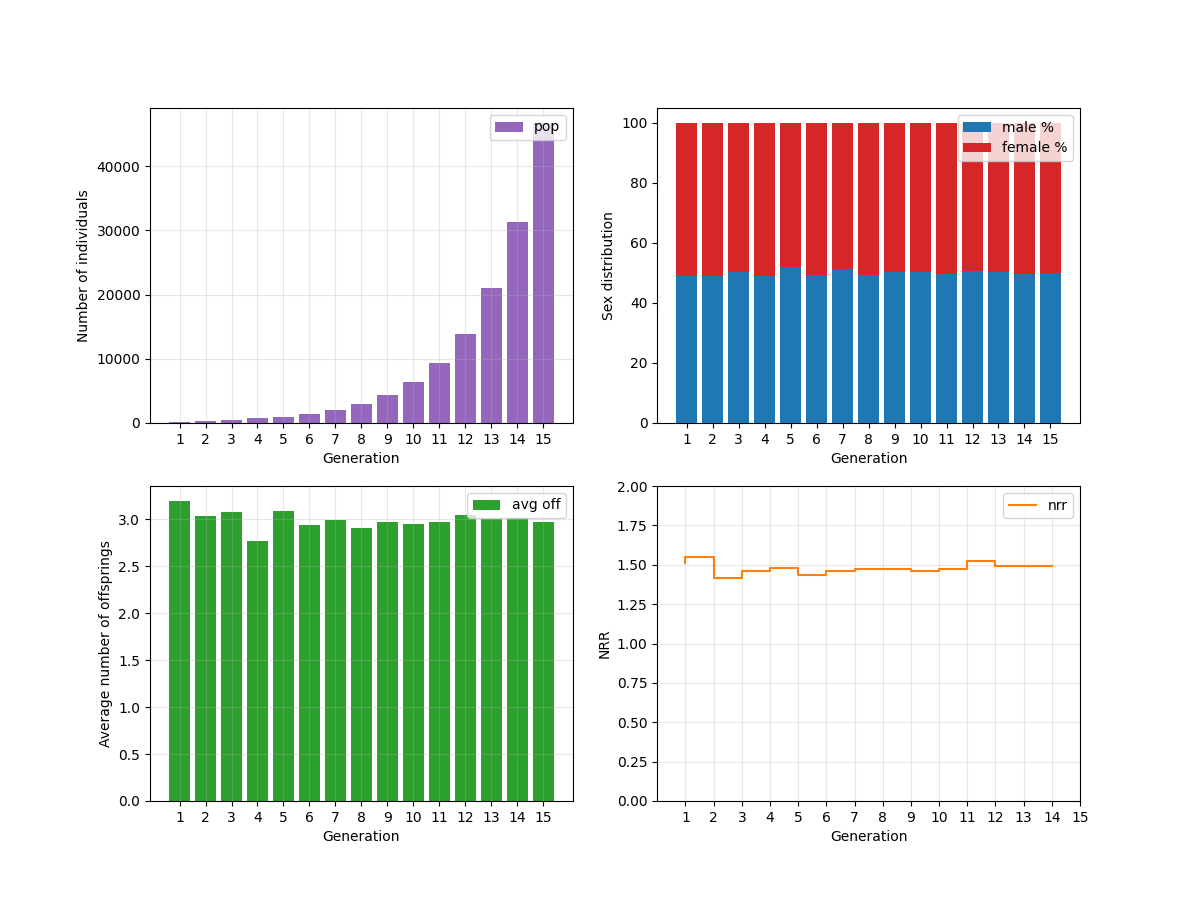 pop
40000
30000
20000
10000
0
Number of individuals
1 2 3 4 5 6 7 8 9 10 11 12 13 14 15
Generation
male %
female %
100
80
60
40
20
0
Sex distribution
1 2 3 4 5 6 7 8 9 10 11 12 13 14 15
Generation
avg off
3.0
2.5
2.0
1.5
1.0
0.5
0.0
Average number of offsprings
1 2 3 4 5 6 7 8 9 10 11 12 13 14 15
Generation
nrr
2.00
1.75
1.50
1.25
1.00
0.75
0.50
0.25
0.00
NRR
1 2 3 4 5 6 7 8 9 10 11 12 13 14 15
Generation